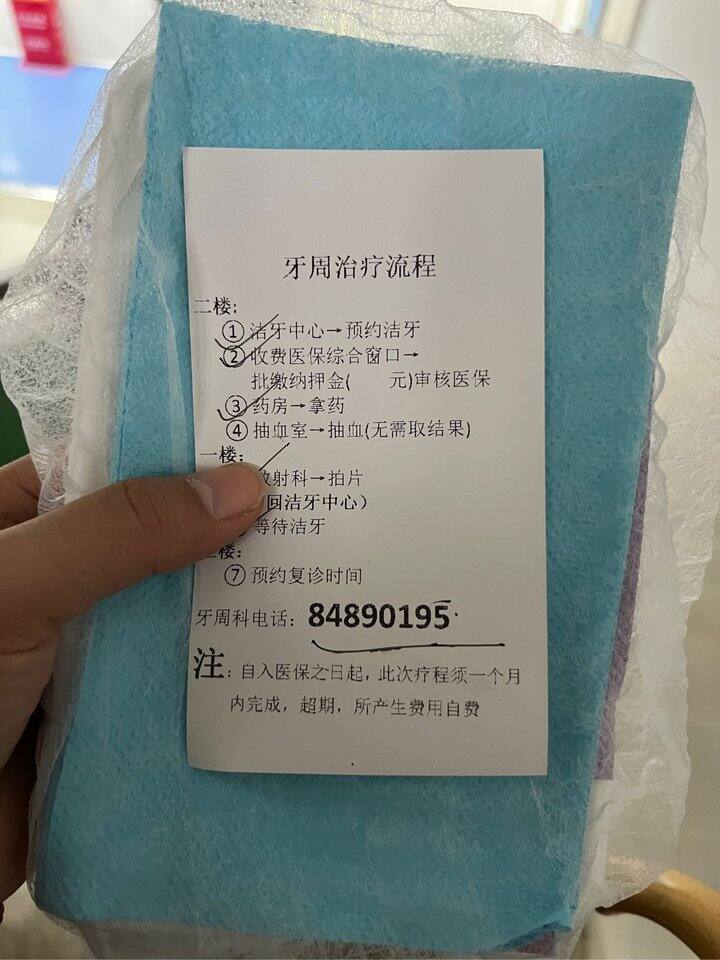 牙周治疗流程
二楼:
①洁牙中心→预约洁牙
②收费医保综合窗口→
批缴纳押金( 元)审核医保
③药房→拿药
④抽血室→抽血(无需取结果)
一楼:
放射科→拍片
回洁牙中心）
等待洁牙
楼:
⑦预约复诊时间
牙周科电话: 84890195
注: 自入医保之日起，此次疗程须一个月
内完成，超期，所产生费用自费